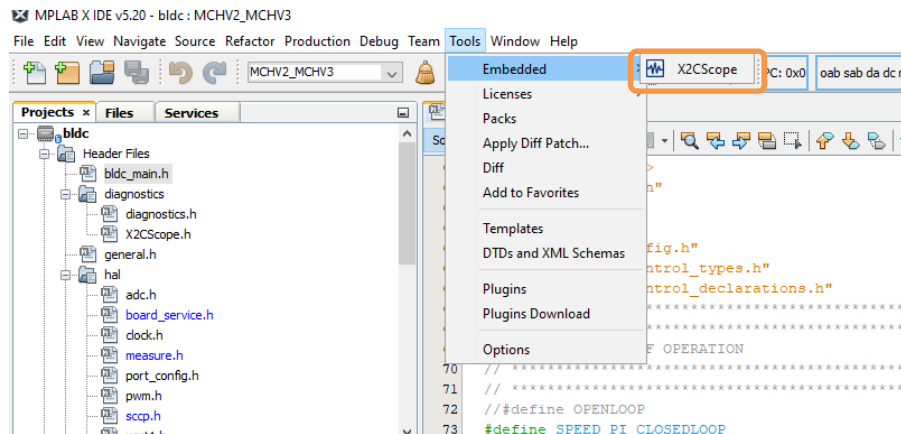 MPLAB X IDE v5.20 - bldc : MCHV2_MCHV3
File Edit View Navigate Source Refactor Production Debug Team Tools Window Help
MCHV2_MCHV3
PC: 0x0
oab sab da dc
Projects × Files Services
bldc
Header Files
bldc_main.h
diagnostics
diagnostics.h
X2CScope.h
general.h
hal
adc.h
board_service.h
clock.h
measure.h
port_config.h
pwm.h
sccp.h
Embedded
X2CScope
Licenses
Packs
Apply Diff Patch...
Diff
Add to Favorites
Templates
DTDs and XML Schemas
Plugins
Plugins Download
Options
>
h"
fig.h"
ntrol_types.h"
ntrol_declarations.h"
F OPERATION
70 // ************************************
71 // ************************************
72 //#define OPENLOOP
73 #define SPEED_PI_CLOSEDLOOP